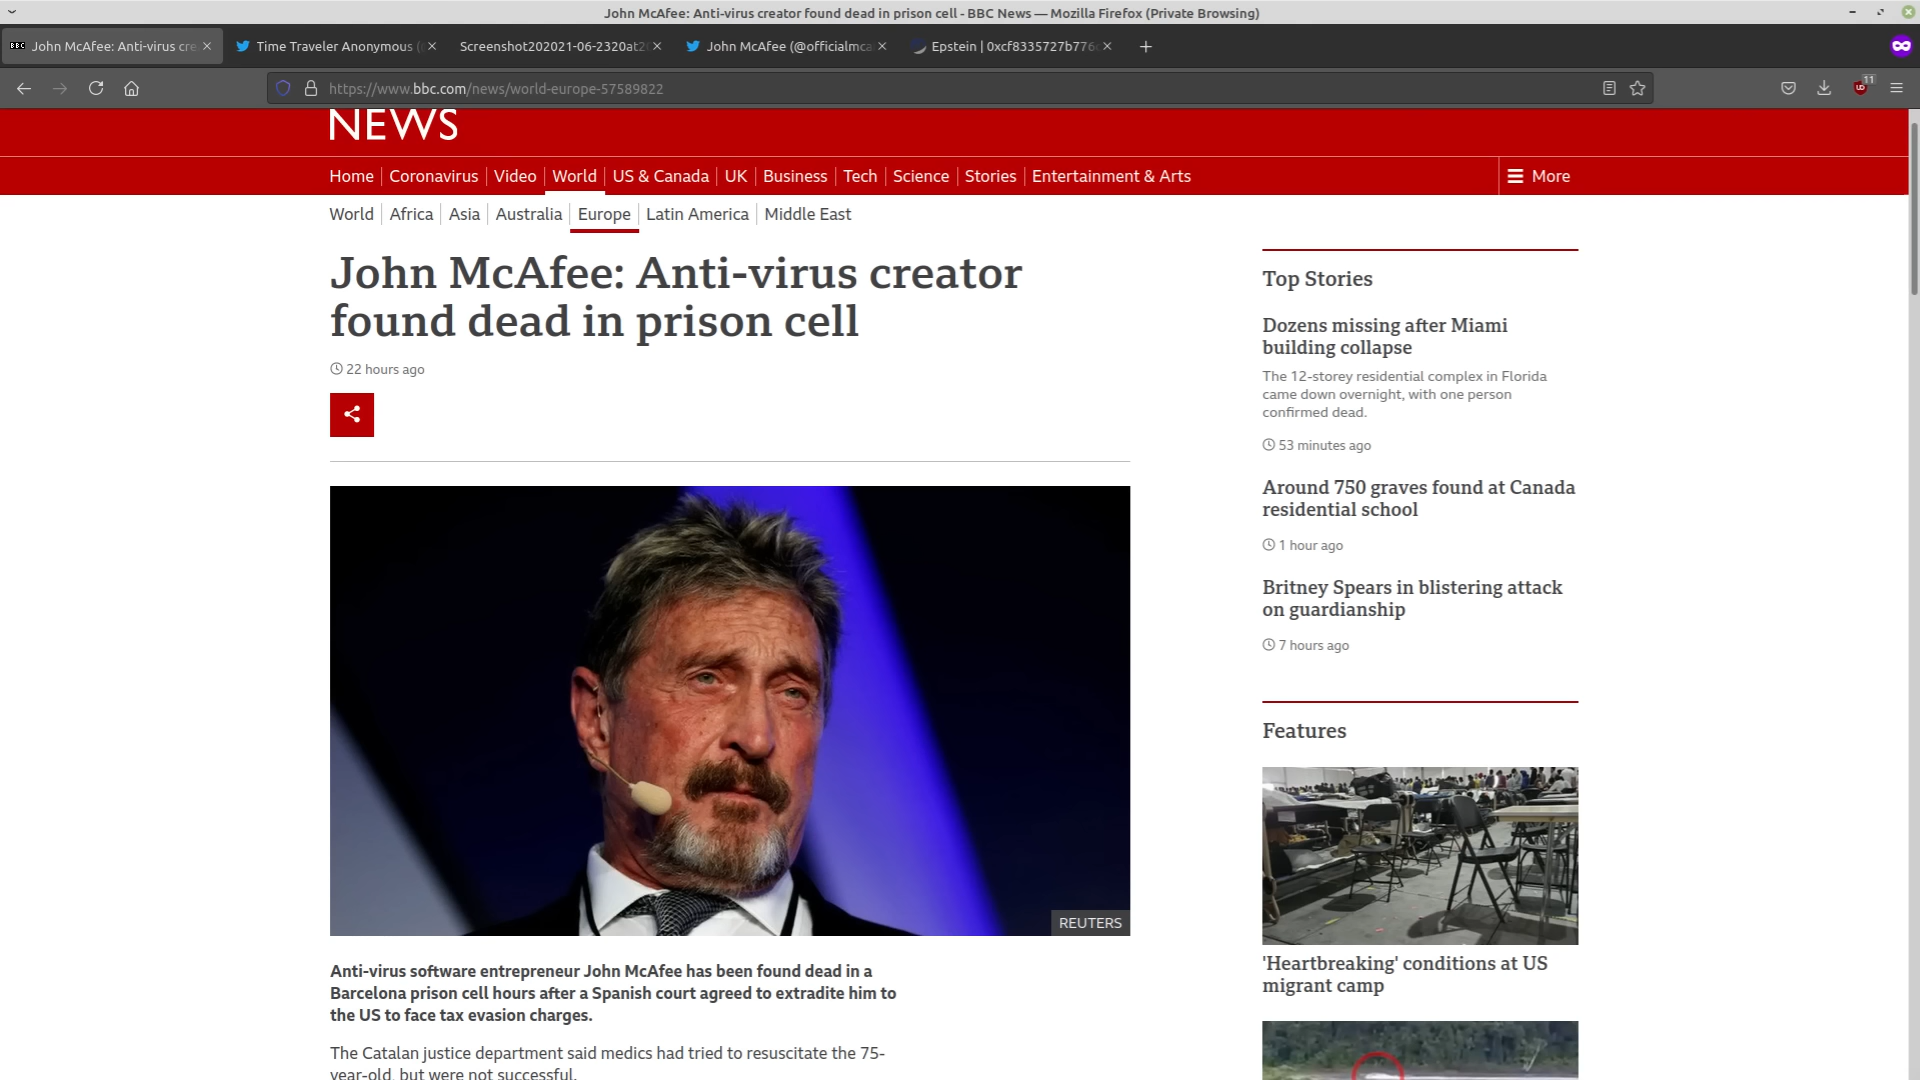 John McAfee: Anti-virus creator found dead in prison cell - BBC News — Mozilla Firefox (Private Browsing)
BBC John McAfee: Anti-virus cre
Time Traveler Anonymous (
Screenshot202021-06-2320at2
John McAfee (@officialmca
Epstein | 0xcf8335727b776
https://www.bbc.com/news/world-europe-57589822
11
NEWS
Home Coronavirus Video World US & Canada UK Business Tech Science Stories Entertainment & Arts More
World Africa Asia Australia Europe Latin America Middle East
John McAfee: Anti-virus creator
found dead in prison cell
22 hours ago
REUTERS
Anti-virus software entrepreneur John McAfee has been found dead in a
Barcelona prison cell hours after a Spanish court agreed to extradite him to
the US to face tax evasion charges.
The Catalan justice department said medics had tried to resuscitate the 75-
year-old, but were not successful.
Top Stories
Dozens missing after Miami
building collapse
The 12-storey residential complex in Florida
came down overnight, with one person
confirmed dead.
53 minutes ago
Around 750 graves found at Canada
residential school
1 hour ago
Britney Spears in blistering attack
on guardianship
7 hours ago
Features
'Heartbreaking' conditions at US
migrant camp